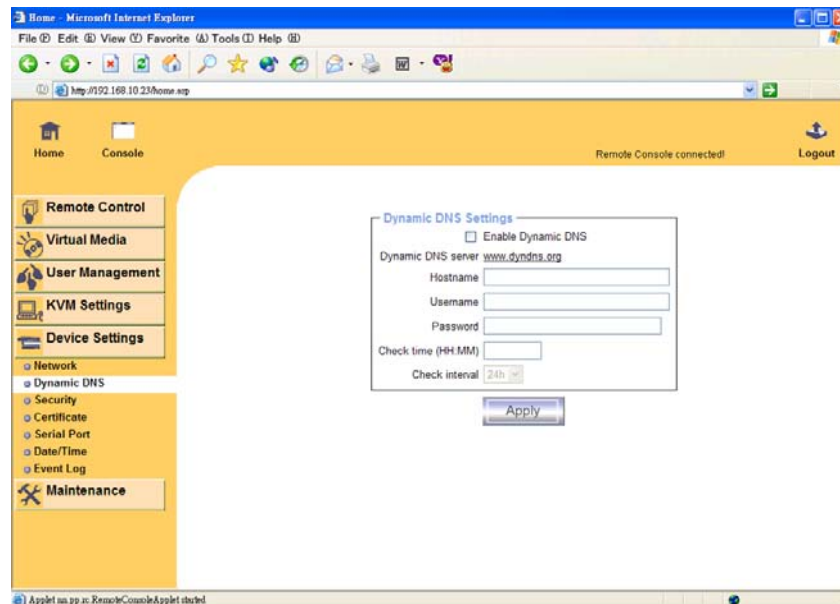 Home - Microsoft Internet Explorer
File (F) Edit (E) View (V) Favorite (A) Tools (T) Help (H)
(D) http://192.168.10.23/home.asp
Home Console Remote Console connected! Logout
Remote Control
Virtual Media
User Management
KVM Settings
Device Settings
Network
Dynamic DNS
Security
Certificate
Serial Port
Date/Time
Event Log
Maintenance
Dynamic DNS Settings
Enable Dynamic DNS
Dynamic DNS server www.dyndns.org
Hostname
Username
Password
Check time (HH:MM)
Check interval 24h
Apply
Applet nn.pp.rc.RemoteConsoleApplet started